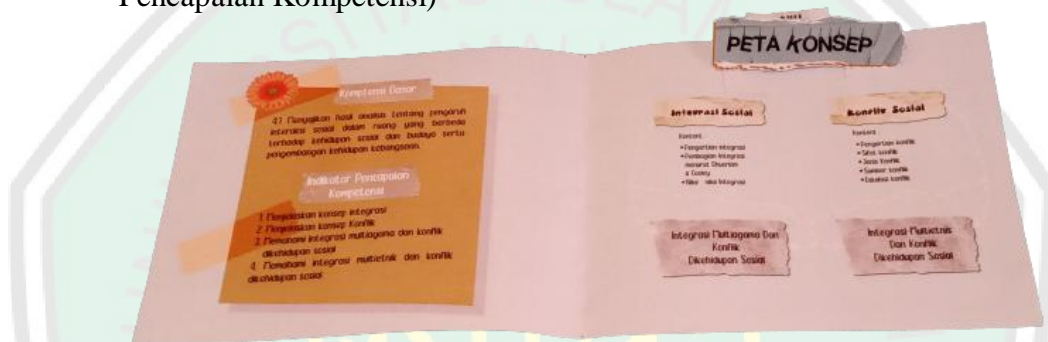 Pencapaian Kompetensi)
Kompetensi Dasar
4.1 Menyajikan hasil analisis tentang pengaruh
interaksi sosial dalam ruang yang berbeda
terhadap kehidupan sosial dan budaya serta
pengembangan kehidupan kebangsaan.
Indikator Pencapaian
Kompetensi
1. Menjelaskan konsep integrasi
2. Menjelaskan konsep Konflik
3. Memahami integrasi multiagama dan konflik
dikehidupan sosial
4. Memahami integrasi multietnik dan konflik
dikehidupan sosial
PETA KONSEP
Integrasi Sosial
Konten :
• Pengertian integrasi
• Pembagian integrasi
menurut
& Cooley
• Nilai - nilai Integrasi
Konflik Sosial
Konten :
• Pengertian konflik
• Sifat konflik
• Jenis Konflik
• Sumber konflik
• Eskalasi konflik
Integrasi Multiagama Dan
Konflik
Dikehidupan Sosial
Integrasi Multietnik
Dan Konflik
Dikehidupan Sosial